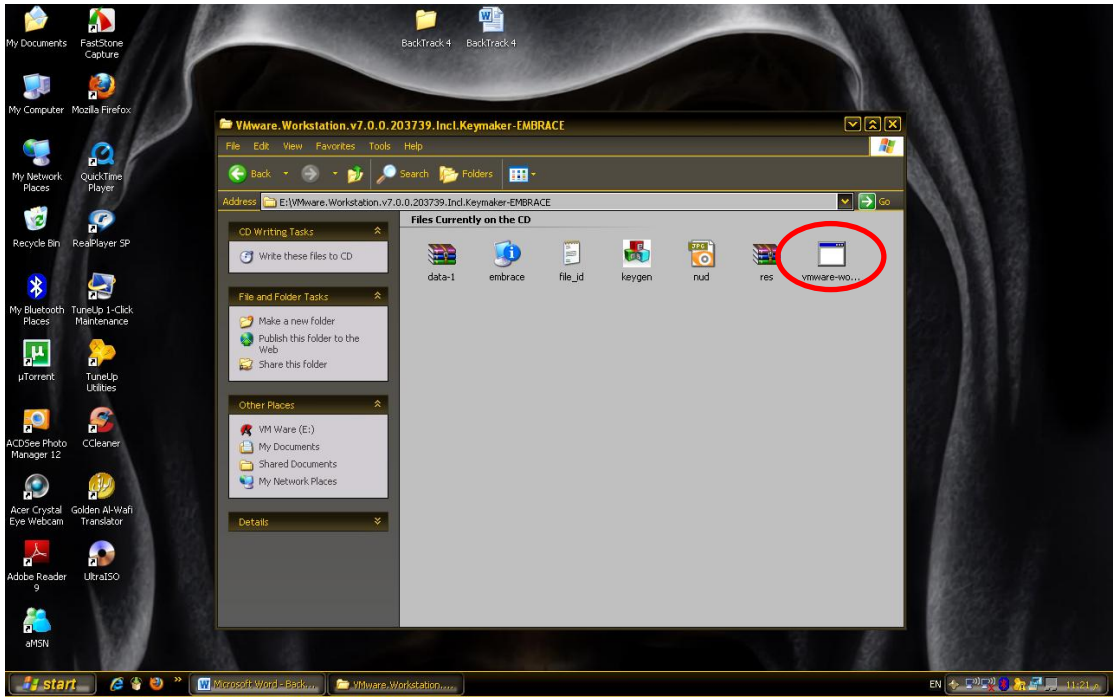 My Documents
FastStone
Capture
BackTrack 4
BackTrack 4
My Computer
Mozilla Firefox
My Network
Places
QuickTime
Player
Recycle Bin
RealPlayer SP
My Bluetooth
Places
TuneUp 1-Click
Maintenance
µTorrent
TuneUp
Utilities
ACDSee Photo
Manager 12
CCleaner
Acer Crystal
Eye Webcam
Golden Al-Wafi
Translator
Adobe Reader
9
UltraISO
aMSN
VMware.Workstation.v7.0.0.203739.Incl.Keymaker-EMBRACE
File Edit View Favorites Tools Help
Back Search Folders
Address E:\VMware.Workstation.v7.0.0.203739.Incl.Keymaker-EMBRACE Go
CD Writing Tasks
Write these files to CD
File and Folder Tasks
Make a new folder
Publish this folder to the
Web
Share this folder
Other Places
VM Ware (E:)
My Documents
Shared Documents
My Network Places
Details
Files Currently on the CD
data-1 embrace file_id keygen nud res vmware-wo...
start
Microsoft Word - Back...
VMware.Workstation....
EN
11:21 م